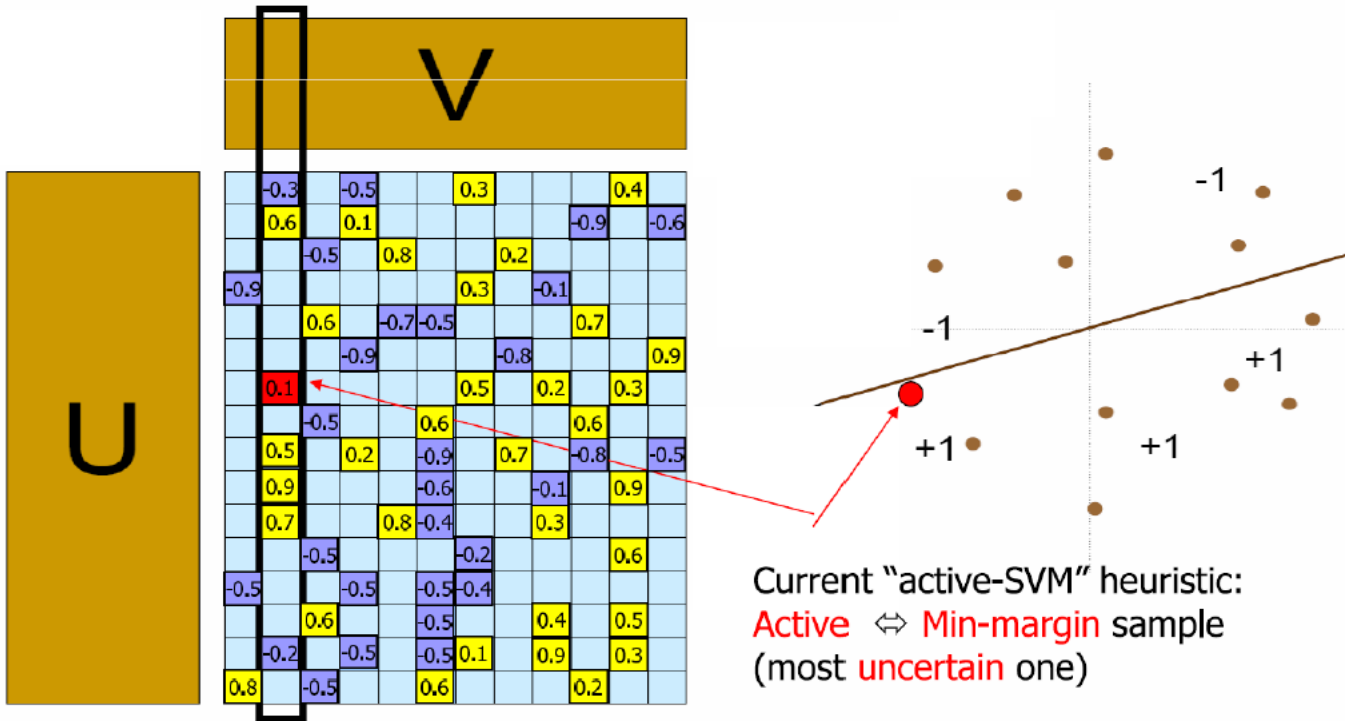 V
U
-0.3 -0.5 0.3 0.4
0.6 0.1 -0.9 -0.6
-0.5 0.8 0.2
-0.9 0.3 -0.1
0.6 -0.7 -0.5 0.7
-0.9 -0.8 0.9
0.1 0.5 0.2 0.3
-0.5 0.6 0.6
0.5 0.2 -0.9 0.7 -0.8 -0.5
0.9 -0.6 -0.1 0.9
0.7 0.8 -0.4 0.3
-0.5 -0.2 0.6
-0.5 -0.5 -0.5 -0.4
0.6 -0.5 0.4 0.5
-0.2 -0.5 -0.5 0.1 0.9 0.3
0.8 -0.5 0.6 0.2
-1
-1
+1
+1 +1
Current “active-SVM” heuristic:
Active ⇔ Min-margin sample
(most uncertain one)